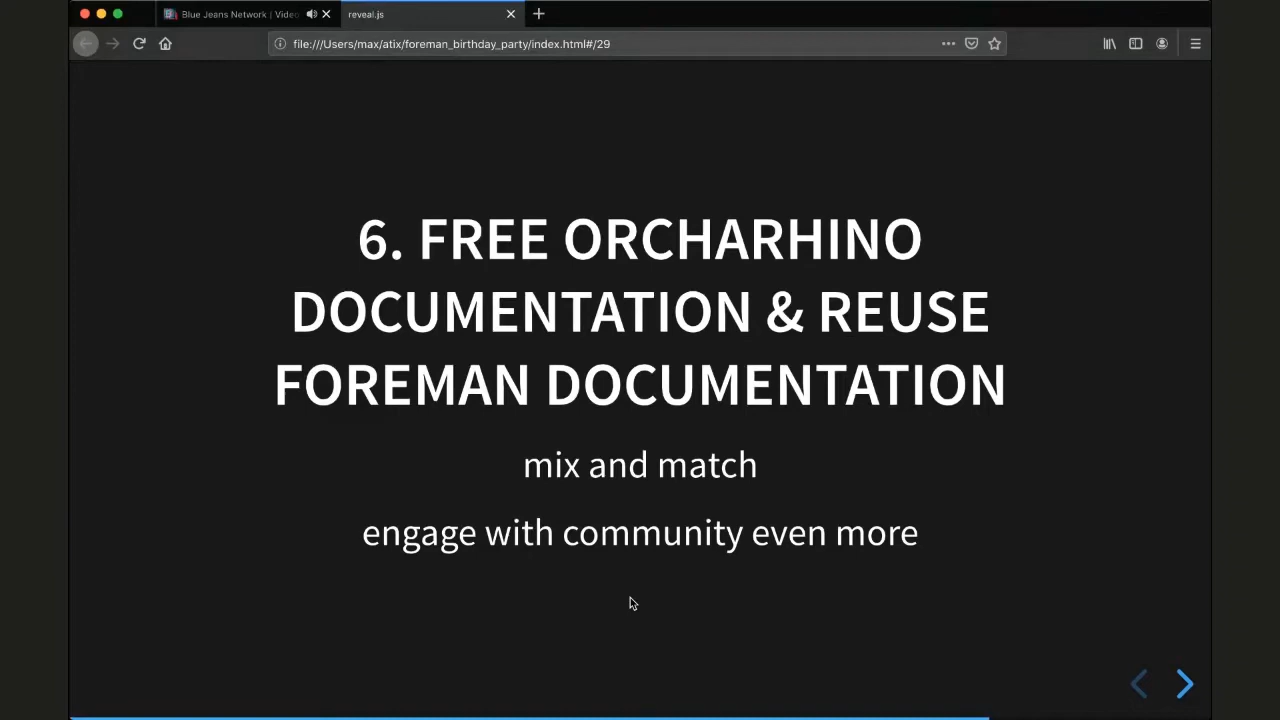 Blue Jeans Network | Video
reveal.js
file:///Users/max/atix/foreman_birthday_party/index.html#/29
6. FREE ORCHARHINO
DOCUMENTATION & REUSE
FOREMAN DOCUMENTATION
mix and match
engage with community even more